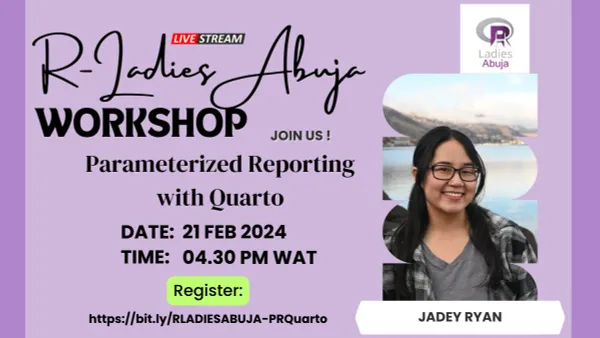 LIVE STREAM
R-Ladies Abuja
WORKSHOP
JOIN US !
Parameterized Reporting
with Quarto
DATE: 21 FEB 2024
TIME: 04.30 PM WAT
Register:
https://bit.ly/RLADIESABUJA-PRQuarto
R
Ladies
Abuja
JADEY RYAN